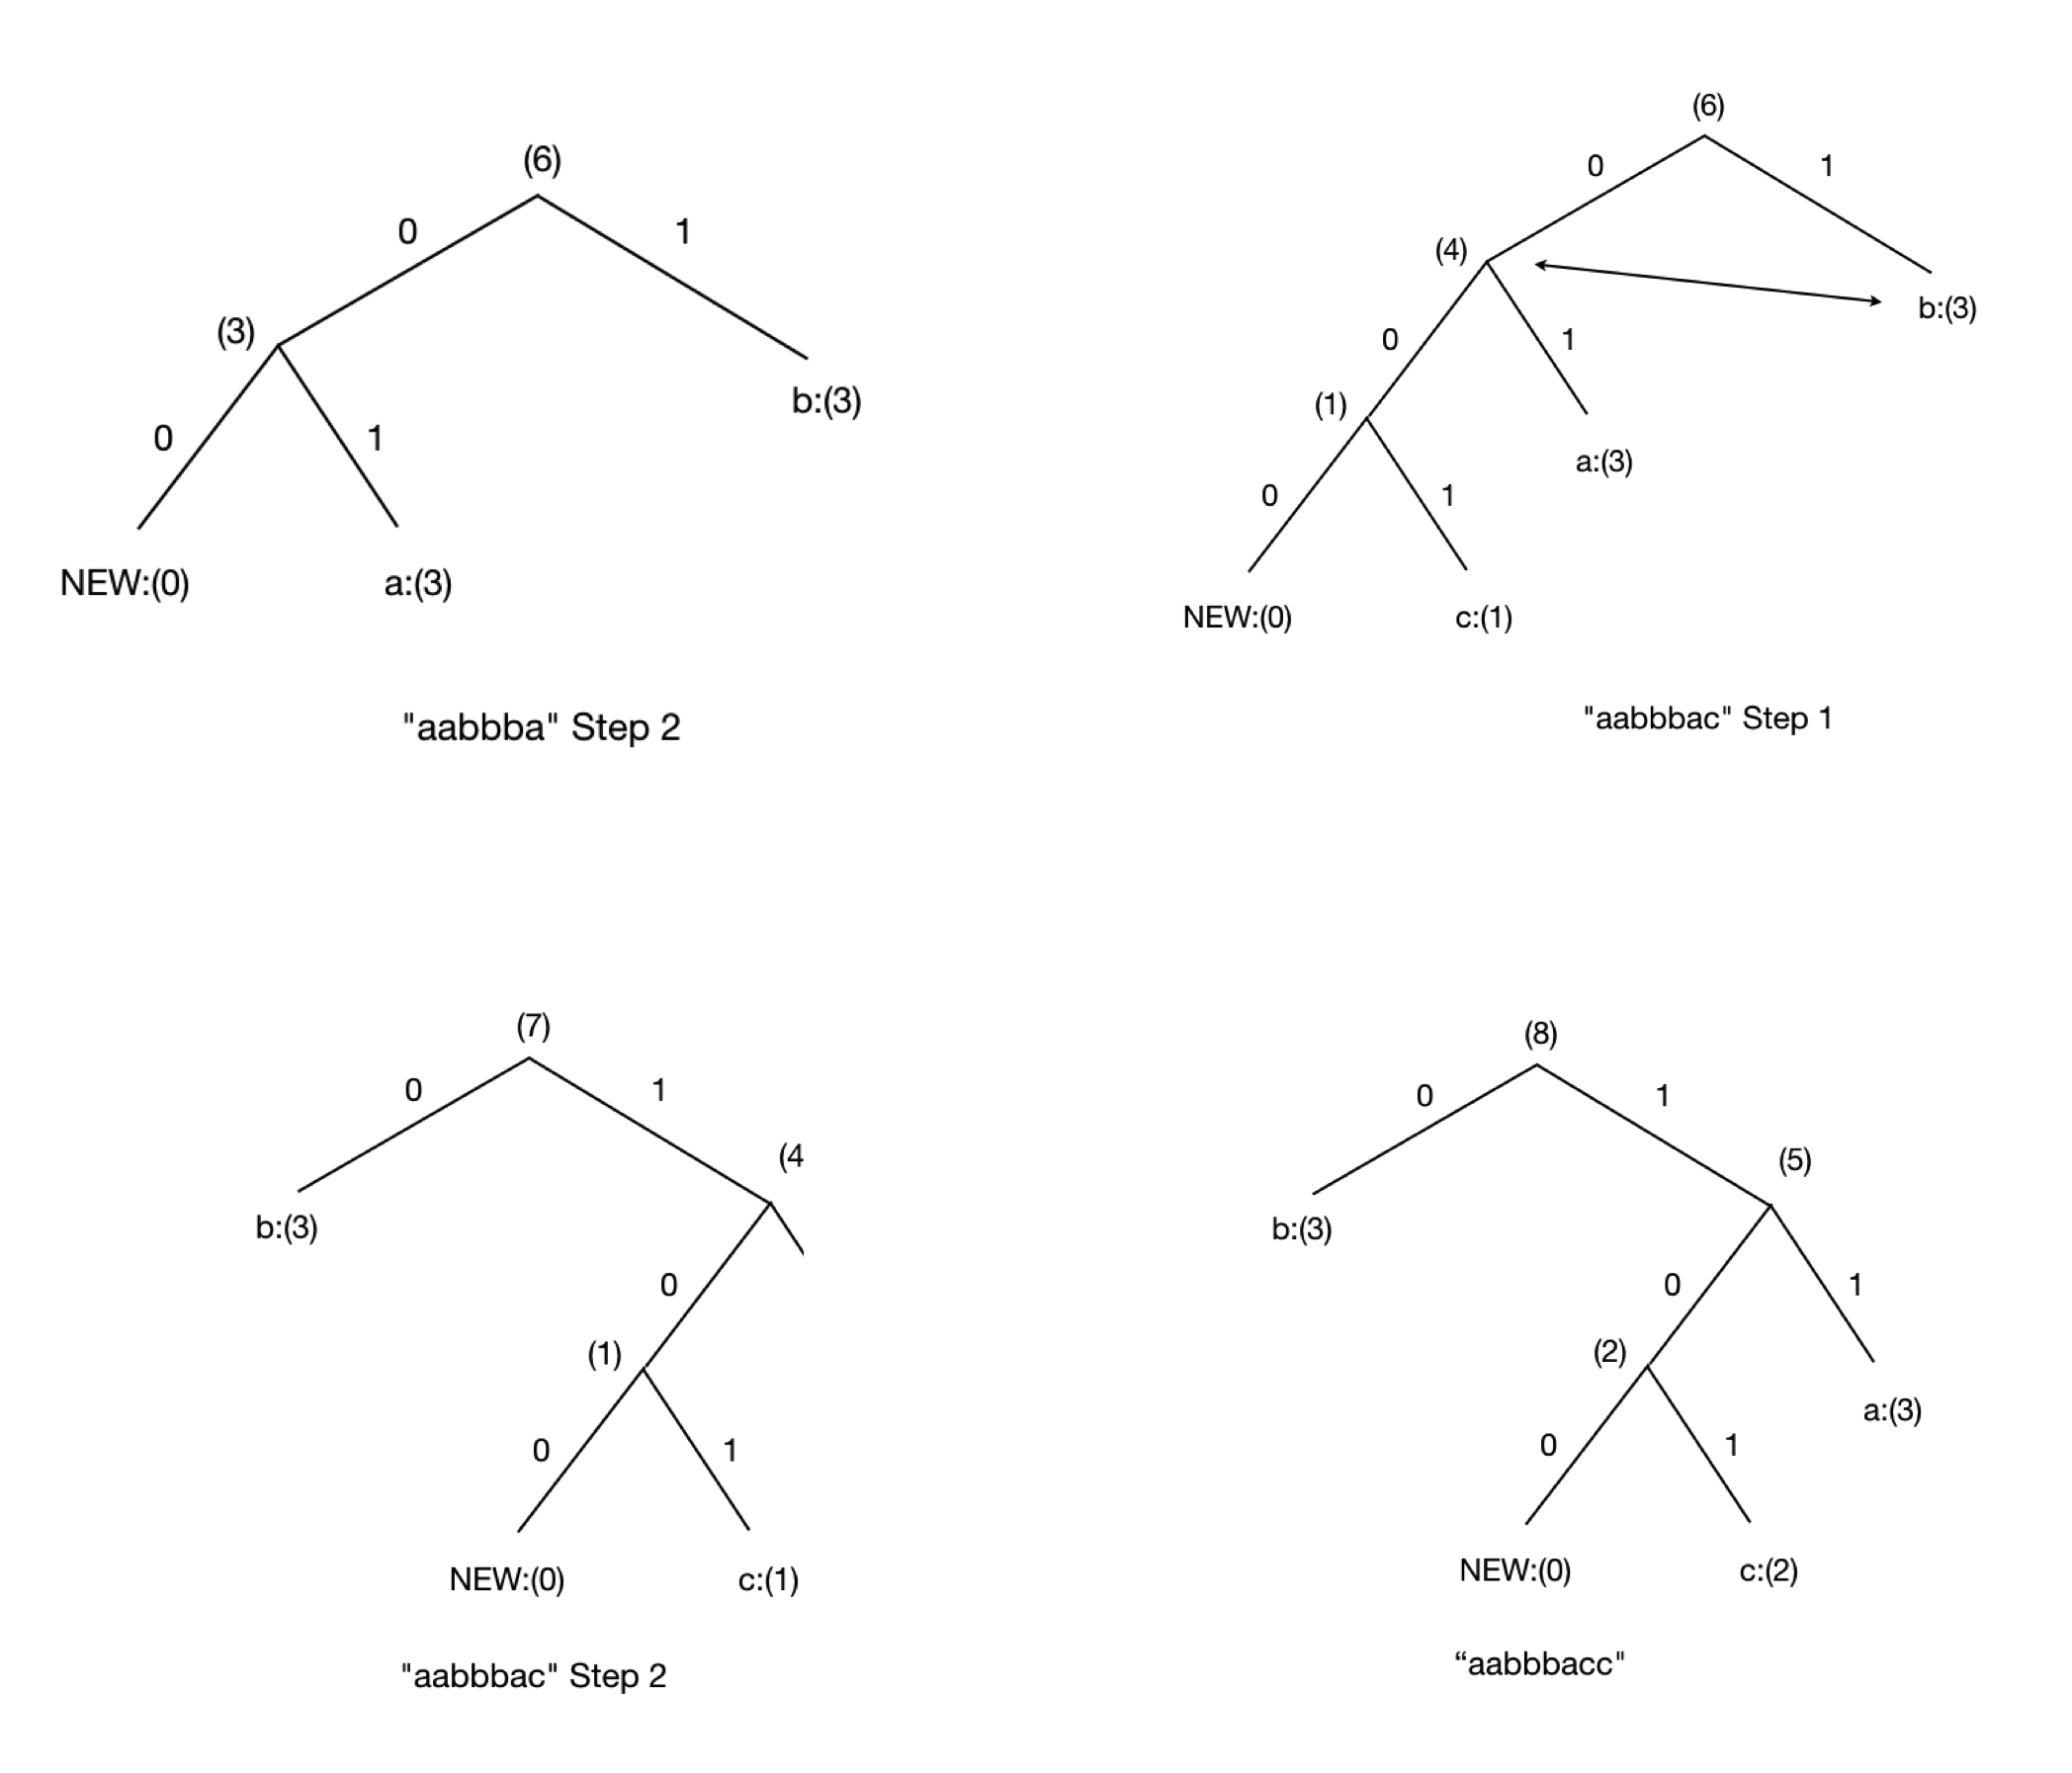 (6)
0 1
(3)
b:(3)
0 1
NEW:(0) a:(3)
"aabbba" Step 2
(6)
0 1
(4)
b:(3)
0 1
(1)
a:(3)
0 1
NEW:(0) c:(1)
"aabbbac" Step 1
(7)
0 1
(4
b:(3)
0
(1)
0 1
NEW:(0) c:(1)
"aabbbac" Step 2
(8)
0 1
(5)
b:(3)
0 1
(2)
a:(3)
0 1
NEW:(0) c:(2)
“aabbbacc"